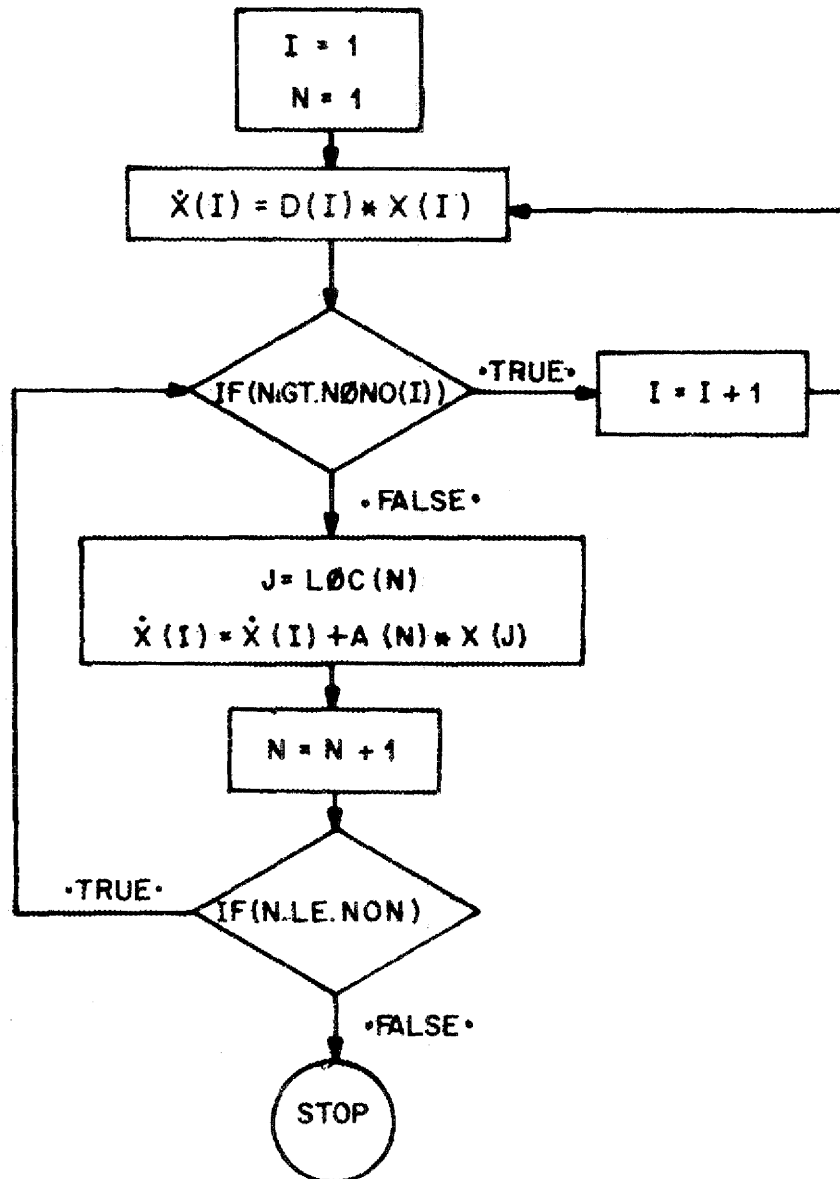 I = 1
N = 1
Ẋ(I) = D(I) * X(I)
IF(N.GT.NØNO(I))
•TRUE•
I = I + 1
•FALSE•
J = LØC(N)
Ẋ(I) = Ẋ(I) + A(N) * X(J)
N = N + 1
•TRUE•
IF(N.LE.NON)
•FALSE•
STOP